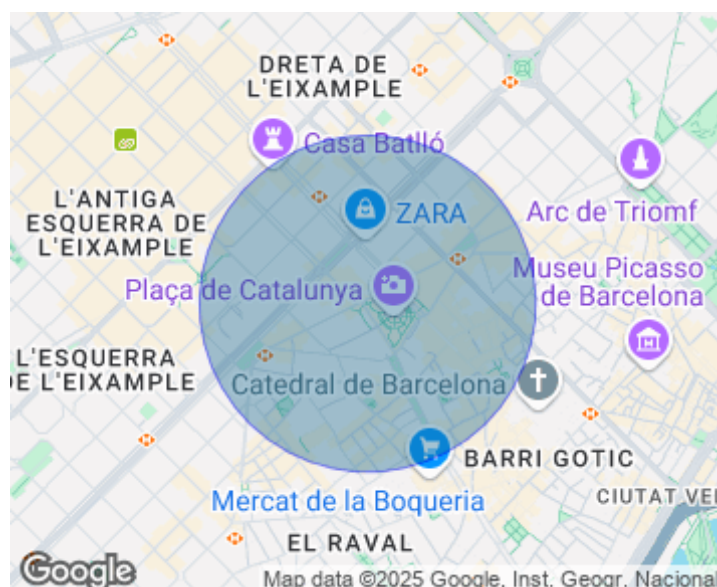 DRETA DE
L'EIXAMPLE
Casa Batlló
L'ANTIGA
ESQUERRA DE
L'EIXAMPLE
ZARA
Arc de Triomf
Plaça de Catalunya
Museu Picasso
de Barcelona
L'ESQUERRA
DE L'EIXAMPLE
Catedral de Barcelona
BARRI GOTIC
Mercat de la Boqueria
CIUTAT VE
EL RAVAL
Google
Map data ©2025 Google, Inst. Geogr. Nacional